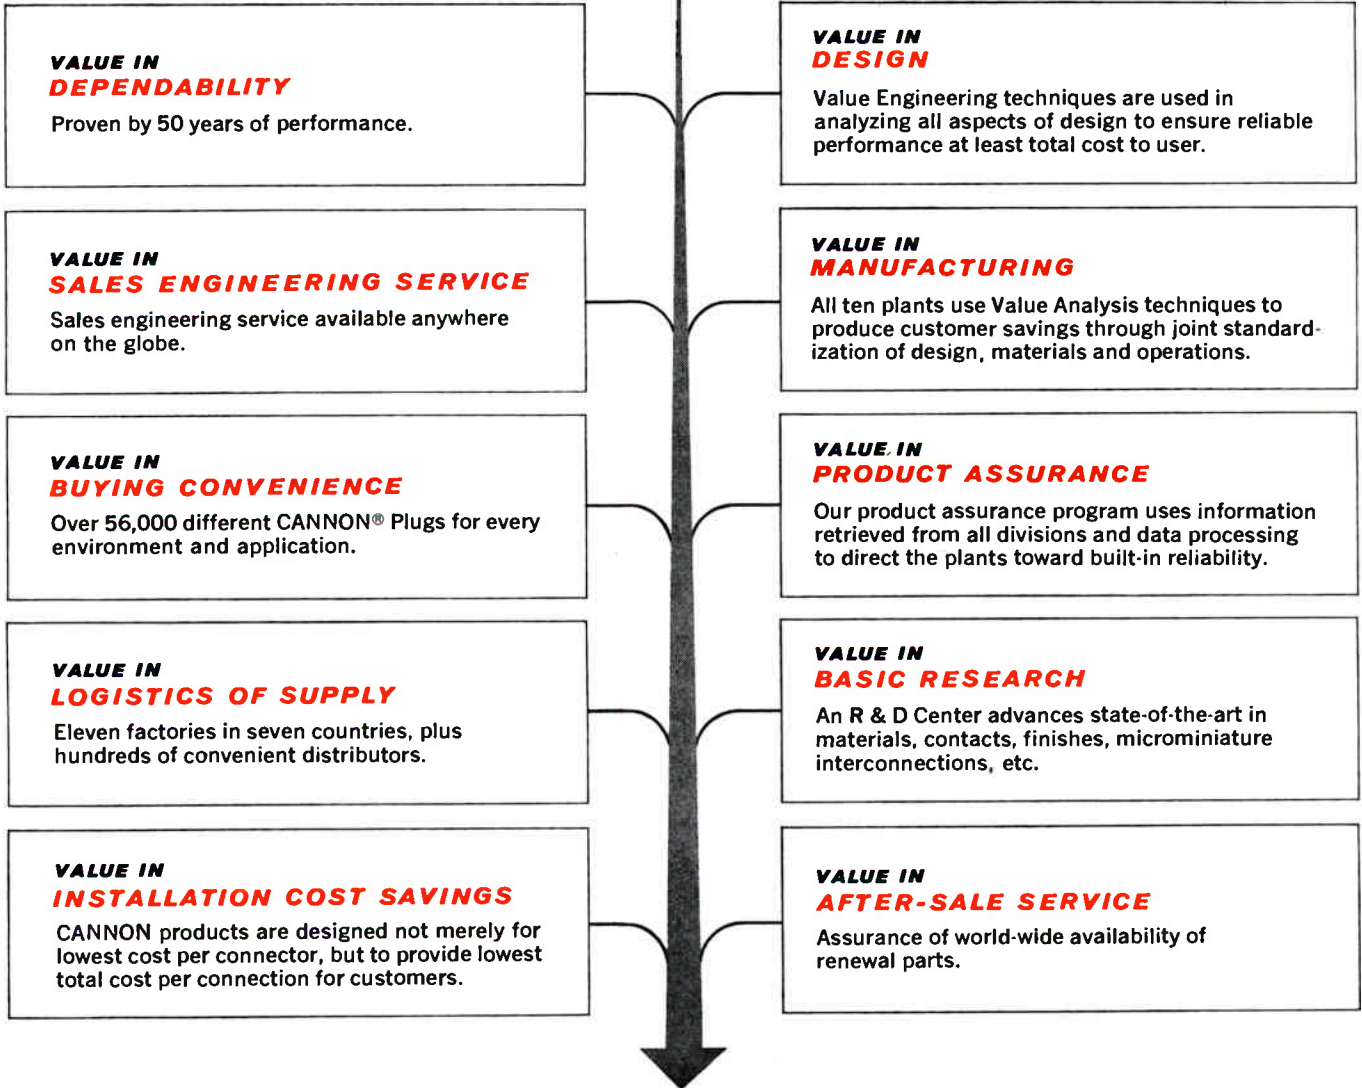 VALUE IN
DEPENDABILITY
Proven by 50 years of performance.
VALUE IN
SALES ENGINEERING SERVICE
Sales engineering service available anywhere
on the globe.
VALUE IN
BUYING CONVENIENCE
Over 56,000 different CANNON® Plugs for every
environment and application.
VALUE IN
LOGISTICS OF SUPPLY
Eleven factories in seven countries, plus
hundreds of convenient distributors.
VALUE IN
INSTALLATION COST SAVINGS
CANNON products are designed not merely for
lowest cost per connector, but to provide lowest
total cost per connection for customers.
VALUE IN
DESIGN
Value Engineering techniques are used in
analyzing all aspects of design to ensure reliable
performance at least total cost to user.
VALUE IN
MANUFACTURING
All ten plants use Value Analysis techniques to
produce customer savings through joint standard-
ization of design, materials and operations.
VALUE IN
PRODUCT ASSURANCE
Our product assurance program uses information
retrieved from all divisions and data processing
to direct the plants toward built-in reliability.
VALUE IN
BASIC RESEARCH
An R & D Center advances state-of-the-art in
materials, contacts, finishes, microminiature
interconnections, etc.
VALUE IN
AFTER-SALE SERVICE
Assurance of world-wide availability of
renewal parts.